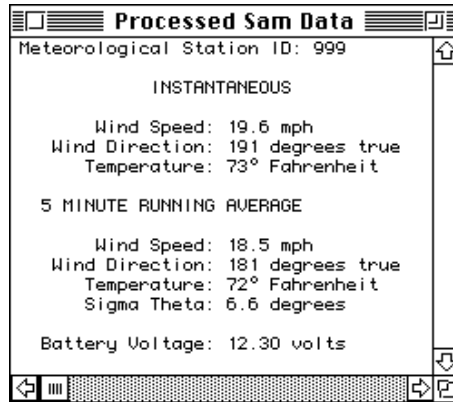 Processed Sam Data
Meteorological Station ID: 999
INSTANTANEOUS
Wind Speed: 19.6 mph
Wind Direction: 191 degrees true
Temperature: 73° Fahrenheit
5 MINUTE RUNNING AVERAGE
Wind Speed: 18.5 mph
Wind Direction: 181 degrees true
Temperature: 72° Fahrenheit
Sigma Theta: 6.6 degrees
Battery Voltage: 12.30 volts